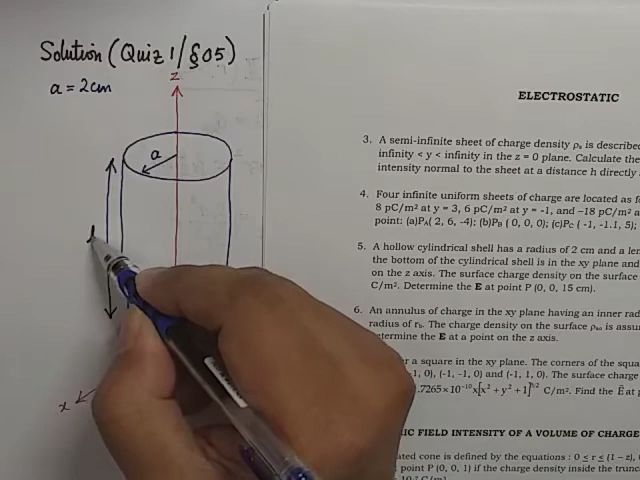 Solution (Quiz 1/§05)
a = 2cm
z
a
x
ELECTROSTATIC
3. A semi-infinite sheet of charge density ρs is described
infinity < y < infinity in the z = 0 plane. Calculate the
intensity normal to the sheet at a distance h directly
4. Four infinite uniform sheets of charge are located as
8 pC/m² at y = 3, 6 pC/m² at y = -1, and -18 pC/m² a
point: (a)PA( 2, 6, -4); (b)PB ( 0, 0, 0); (c)PC ( -1, -1.1, 5);
5. A hollow cylindrical shell has a radius of 2 cm and a
the bottom of the cylindrical shell is in the xy plane and
on the z axis. The surface charge density on the surface
C/m². Determine the E at point P (0, 0, 15 cm).
6. An annulus of charge in the xy plane having an inner
radius of rb. The charge density on the surface ρso is
etermine the E at a point on the z axis.
r a square in the xy plane. The corners of the
1, 0), (-1, -1, 0) and (-1, 1, 0). The surface charge
.7265×10⁻¹⁰x[x² + y² + 1]³ᐟ² C/m². Find the Ē at
IC FIELD INTENSITY OF A VOLUME OF CHARGE
ated cone is defined by the equations : 0 ≤ r ≤ (1 – z),
point P (0, 0, 1) if the charge density inside the